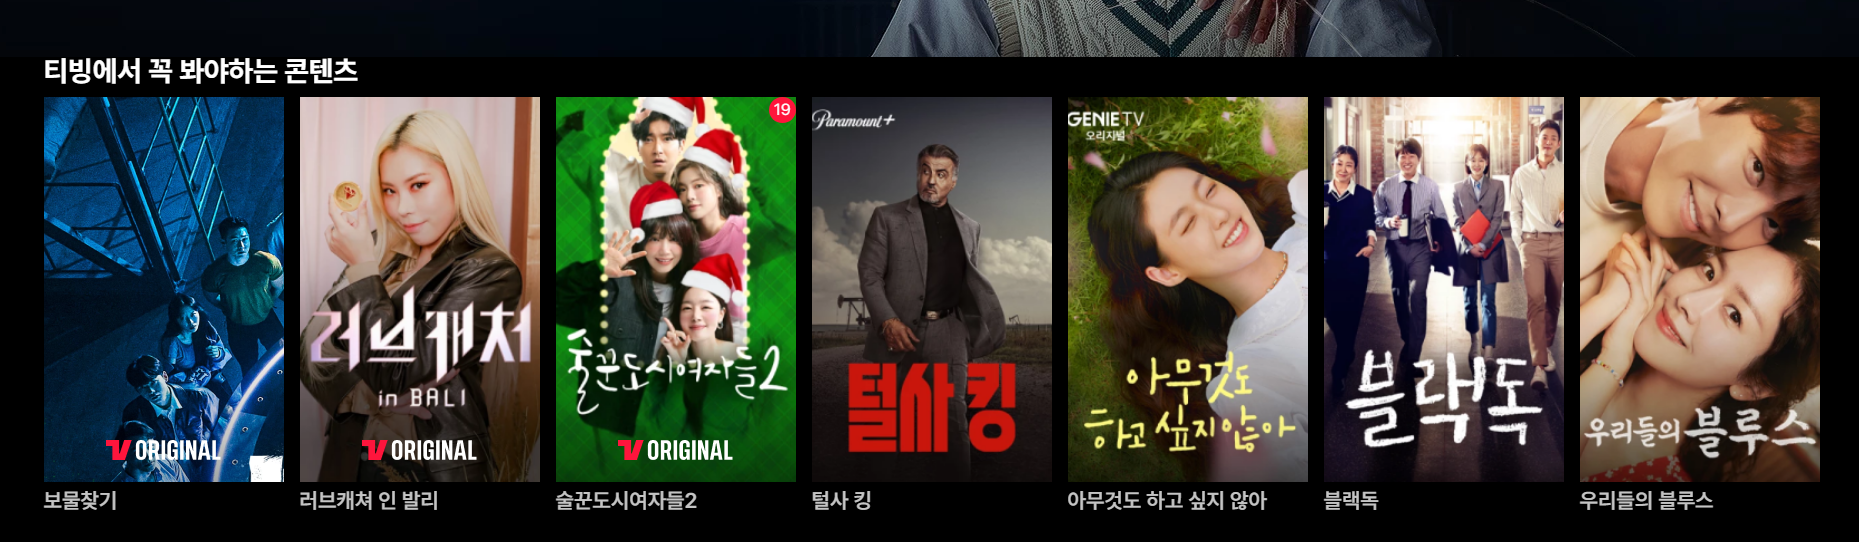 티빙에서 꼭 봐야하는 콘텐츠
ORIGINAL
보물찾기
러브캐처
in BALI
ORIGINAL
러브캐쳐 인 발리
19
술꾼도시여자들2
ORIGINAL
술꾼도시여자들2
Paramount+
털사 킹
털사 킹
GENIE TV
오리지널
아무것도
하고 싶지 않아
아무것도 하고 싶지 않아
블랙독
블랙독
우리들의 블루스
우리들의 블루스